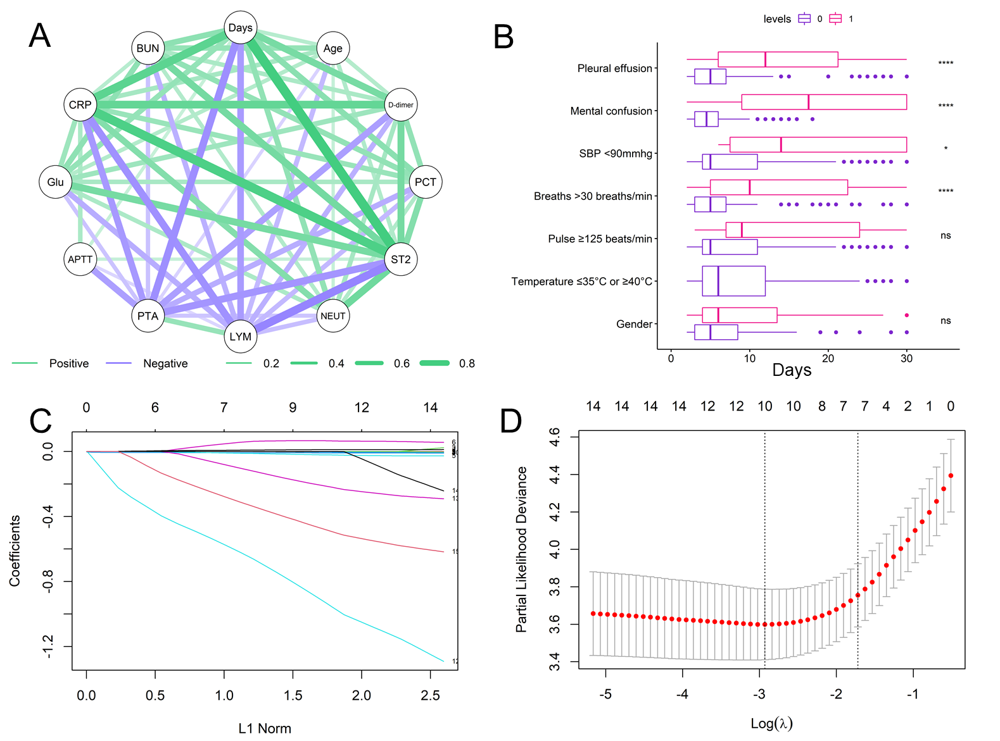 A
Days
BUN
Age
CRP
D-dimer
Glu
PCT
APTT
ST2
PTA
NEUT
LYM
Positive
Negative
0.2
0.4
0.6
0.8
B
levels 0 1
Pleural effusion
****
Mental confusion
****
SBP <90mmhg
*
Breaths >30 breaths/min
****
Pulse ≥125 beats/min
ns
Temperature ≤35°C or ≥40°C
Gender
ns
0 10 20 30
Days
C
0 6 7 9 12 14
0.0
-0.4
-0.8
-1.2
Coefficients
6
14
13
15
12
0.0 0.5 1.0 1.5 2.0 2.5
L1 Norm
D
14 14 14 14 12 12 10 10 8 7 7 4 2 1 0
4.6
4.4
4.2
4.0
3.8
3.6
3.4
Partial Likelihood Deviance
-5 -4 -3 -2 -1
Log(λ)